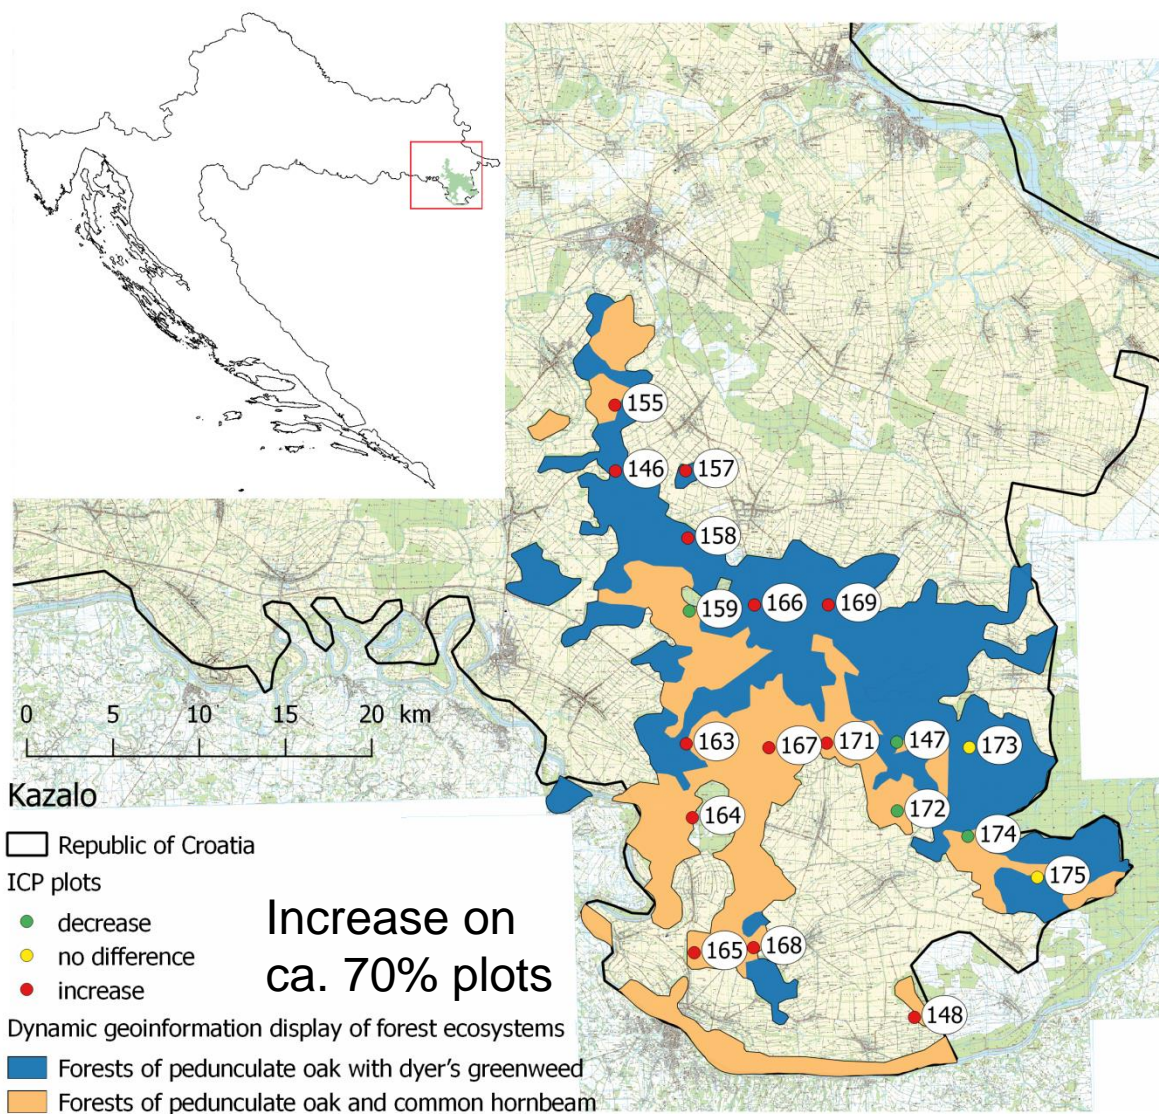 155
146
157
158
159
166
169
163
167
171
147
173
164
172
174
175
165
168
148
0 5 10 15 20 km
Kazalo
Republic of Croatia
ICP plots
decrease
no difference
increase
Increase on
ca. 70% plots
Dynamic geoinformation display of forest ecosystems
Forests of pedunculate oak with dyer's greenweed
Forests of pedunculate oak and common hornbeam